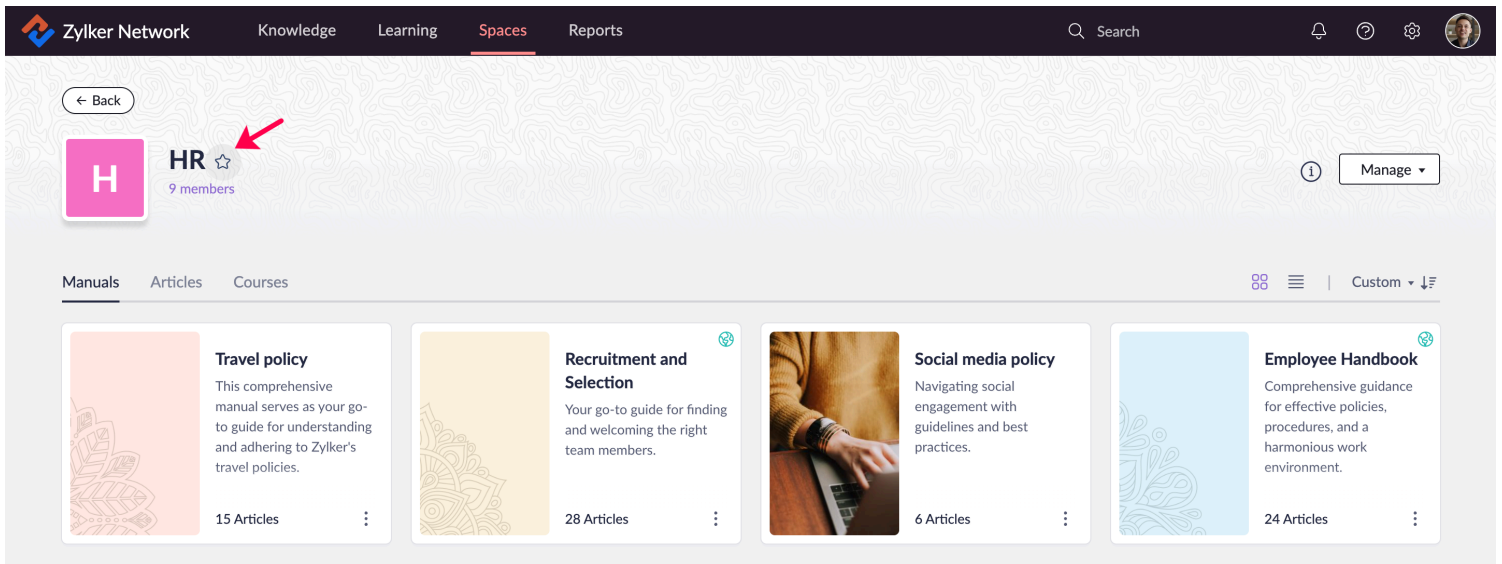 Zylker Network
Knowledge
Learning
Spaces
Reports
Search
← Back
H
HR
9 members
Manage
Manuals
Articles
Courses
Custom
Travel policy
This comprehensive
manual serves as your go-
to guide for understanding
and adhering to Zylker's
travel policies.
15 Articles
Recruitment and
Selection
Your go-to guide for finding
and welcoming the right
team members.
28 Articles
Social media policy
Navigating social
engagement with
guidelines and best
practices.
6 Articles
Employee Handbook
Comprehensive guidance
for effective policies,
procedures, and a
harmonious work
environment.
24 Articles